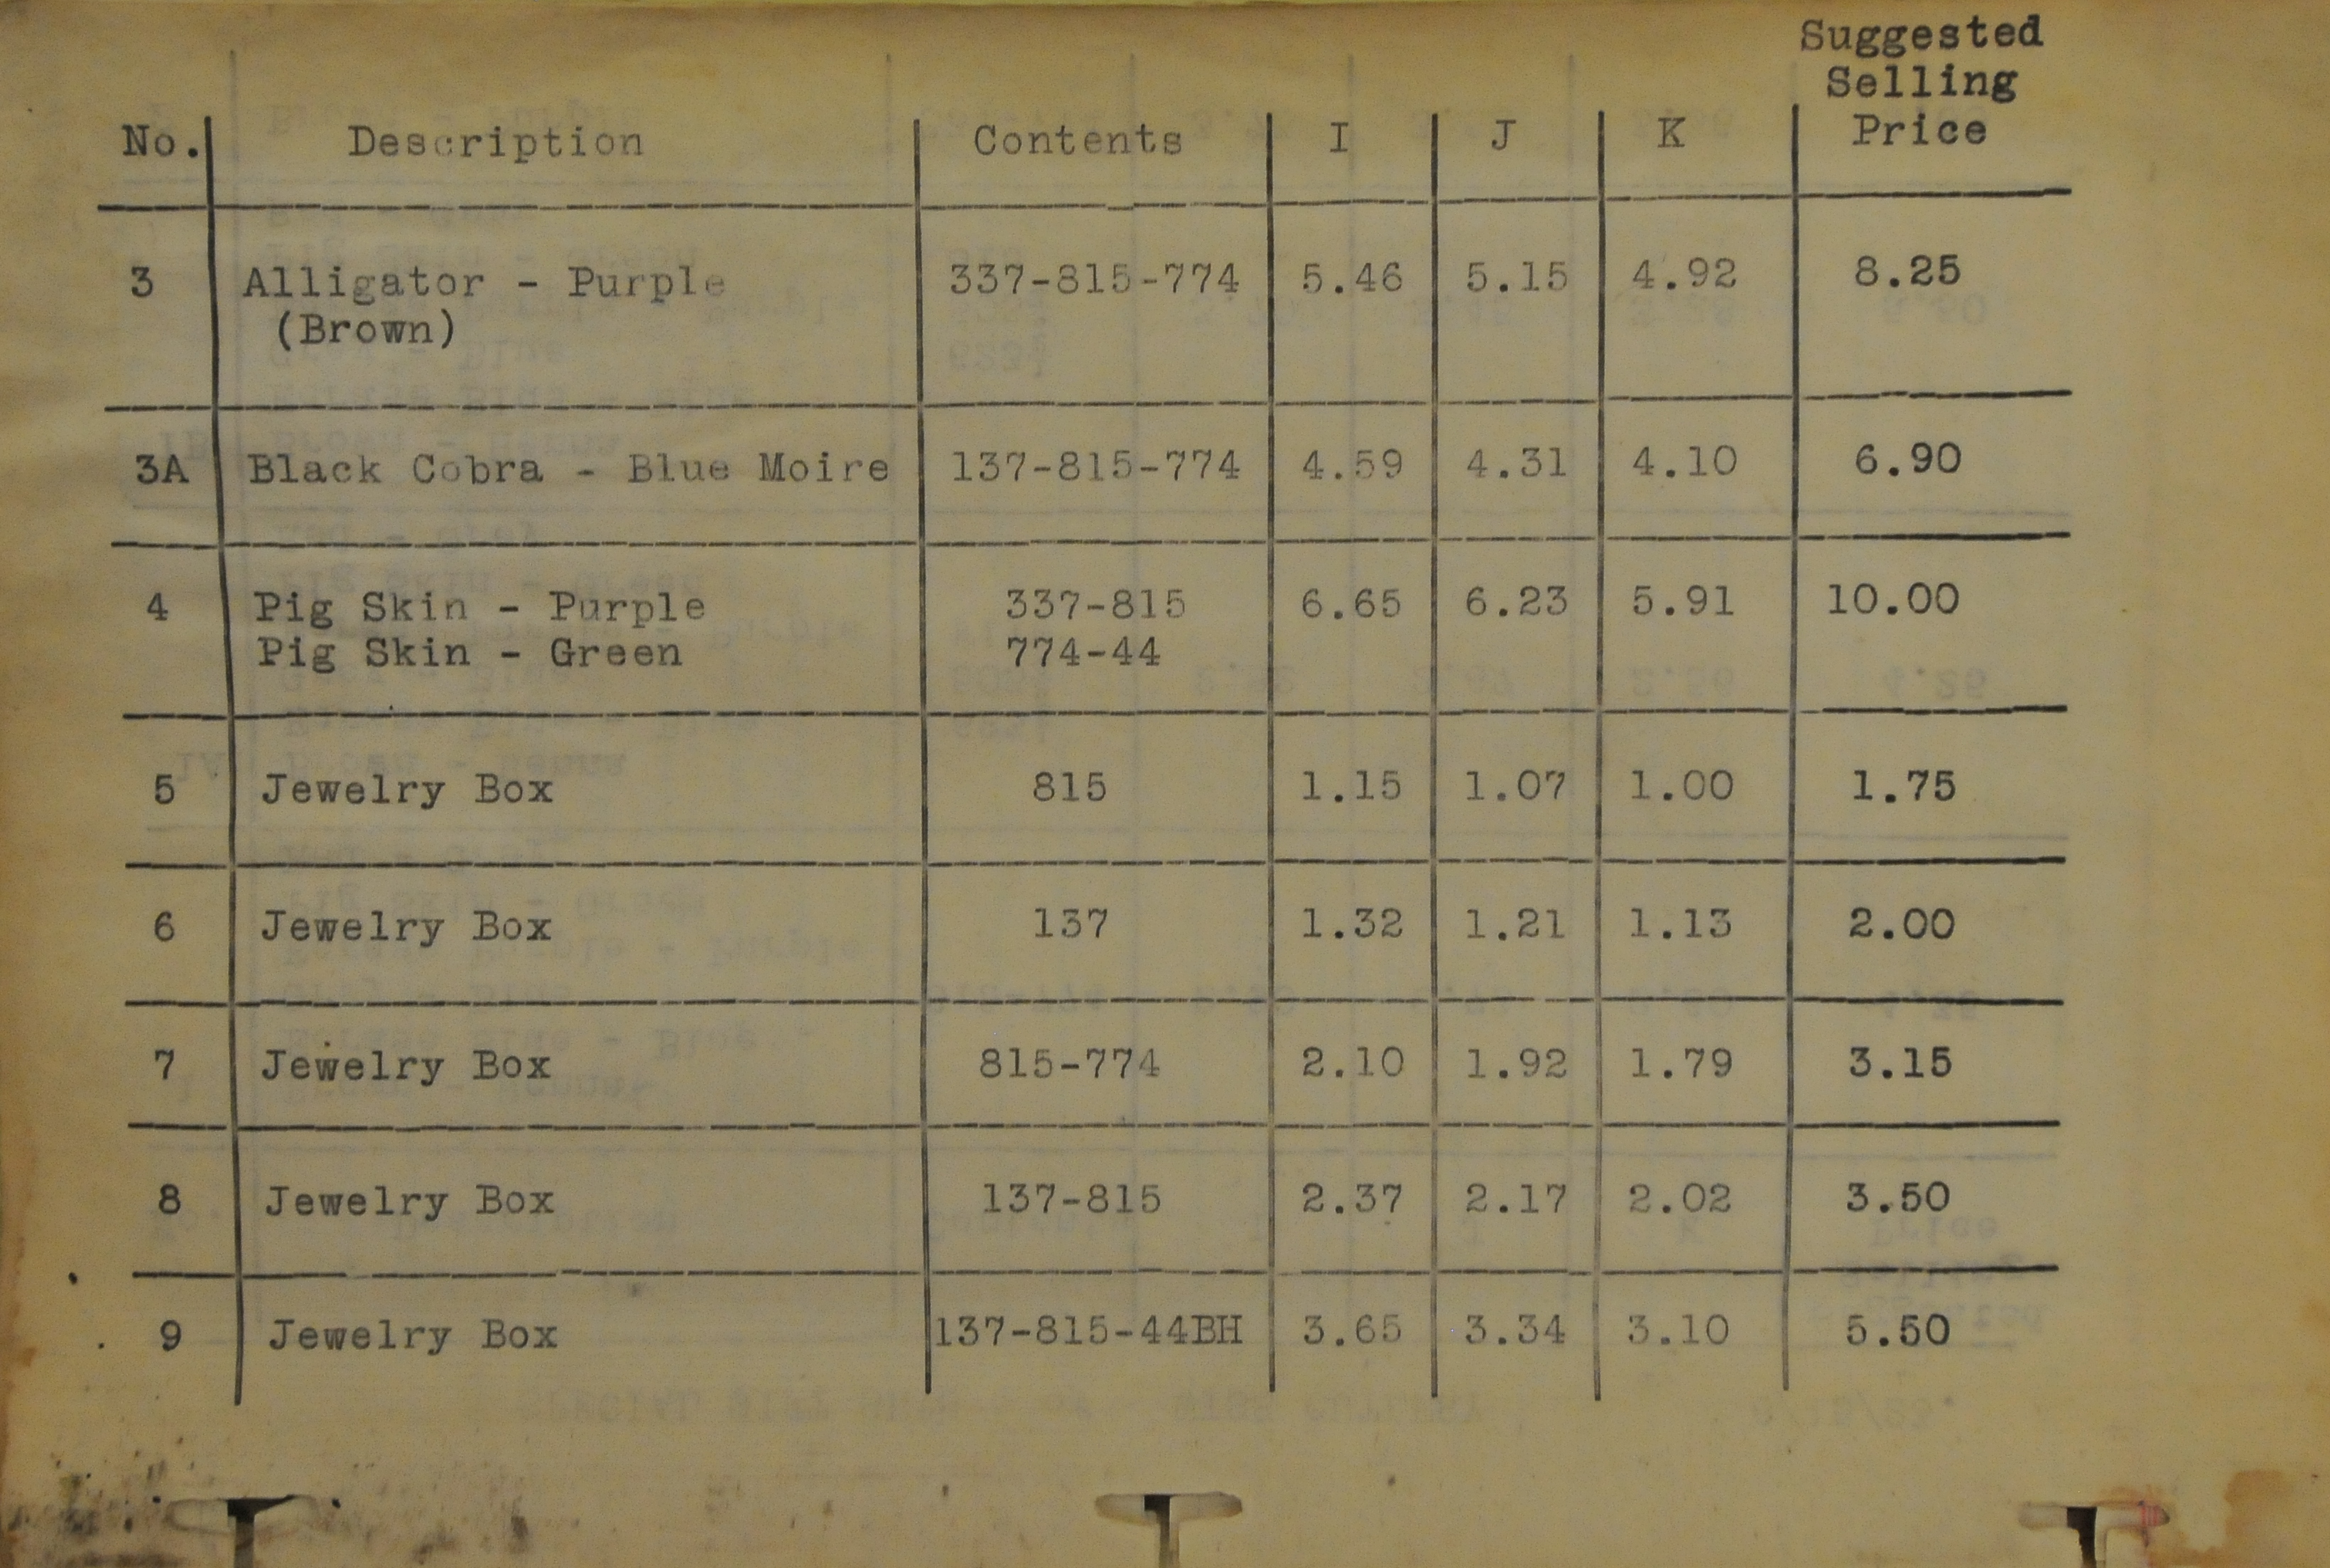 Suggested
Selling
No. Description Contents I J K Price
3 Alligator - Purple 337-815-774 5.46 5.15 4.92 8.25
(Brown)
3A Black Cobra - Blue Moire 137-815-774 4.59 4.31 4.10 6.90
4 Pig Skin - Purple 337-815 6.65 6.23 5.91 10.00
Pig Skin - Green 774-44
5 Jewelry Box 815 1.15 1.07 1.00 1.75
6 Jewelry Box 137 1.32 1.21 1.13 2.00
7 Jewelry Box 815-774 2.10 1.92 1.79 3.15
8 Jewelry Box 137-815 2.37 2.17 2.02 3.50
9 Jewelry Box 137-815-44BH 3.65 3.34 3.10 5.50